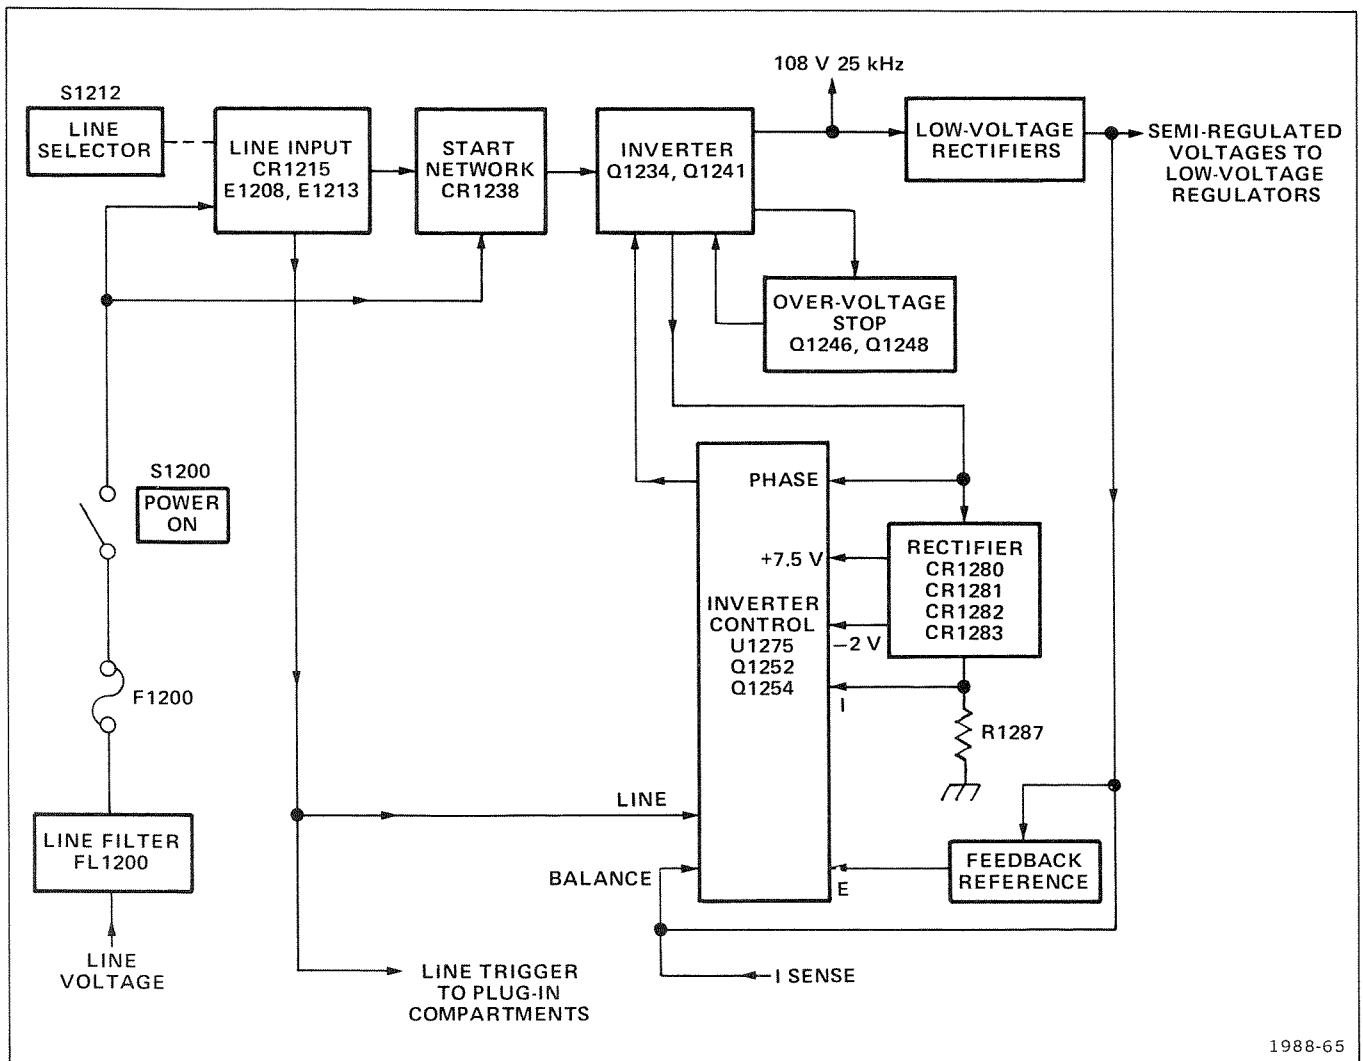 108 V 25 kHz
S1212
LINE
SELECTOR
LINE INPUT
CR1215
E1208, E1213
START
NETWORK
CR1238
INVERTER
Q1234, Q1241
LOW-VOLTAGE
RECTIFIERS
SEMI-REGULATED
VOLTAGES TO
LOW-VOLTAGE
REGULATORS
OVER-VOLTAGE
STOP
Q1246, Q1248
S1200
POWER
ON
PHASE
+7.5 V
−2 V
I
INVERTER
CONTROL
U1275
Q1252
Q1254
RECTIFIER
CR1280
CR1281
CR1282
CR1283
F1200
R1287
LINE
LINE FILTER
FL1200
BALANCE
E
FEEDBACK
REFERENCE
LINE
VOLTAGE
LINE TRIGGER
TO PLUG-IN
COMPARTMENTS
I SENSE
1988-65